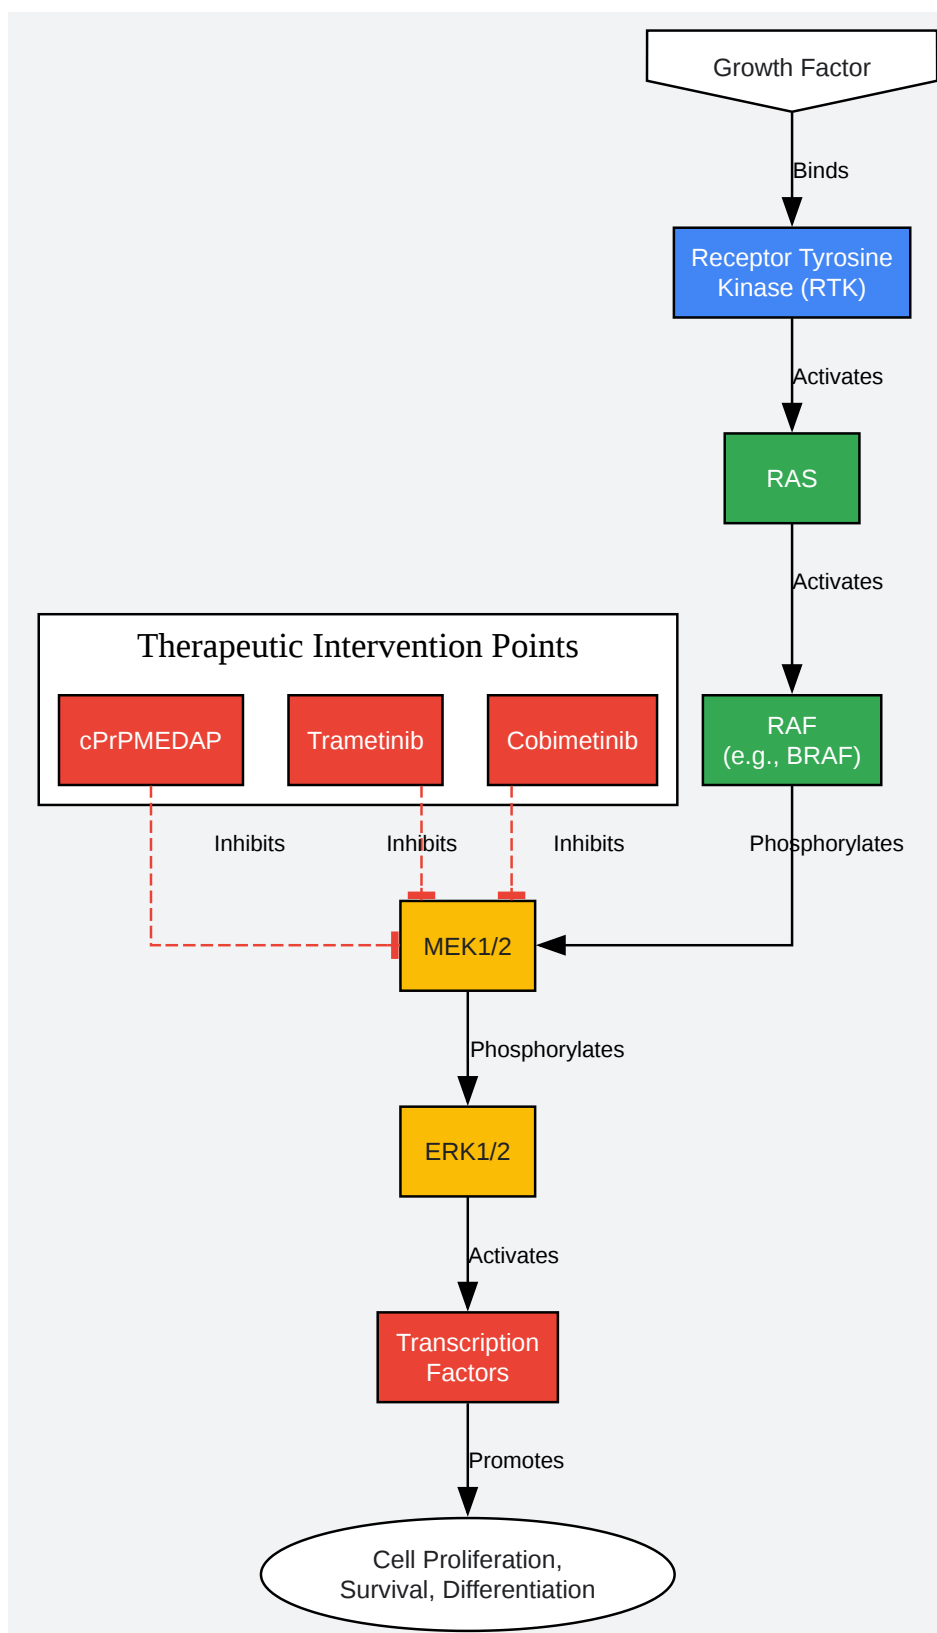 Growth Factor
Binds
Receptor Tyrosine
Kinase (RTK)
Activates
RAS
Activates
Therapeutic Intervention Points
cPrPMEDAP
Trametinib
Cobimetinib
RAF
(e.g., BRAF)
Inhibits
Inhibits
Inhibits
Phosphorylates
MEK1/2
Phosphorylates
ERK1/2
Activates
Transcription
Factors
Promotes
Cell Proliferation,
Survival, Differentiation